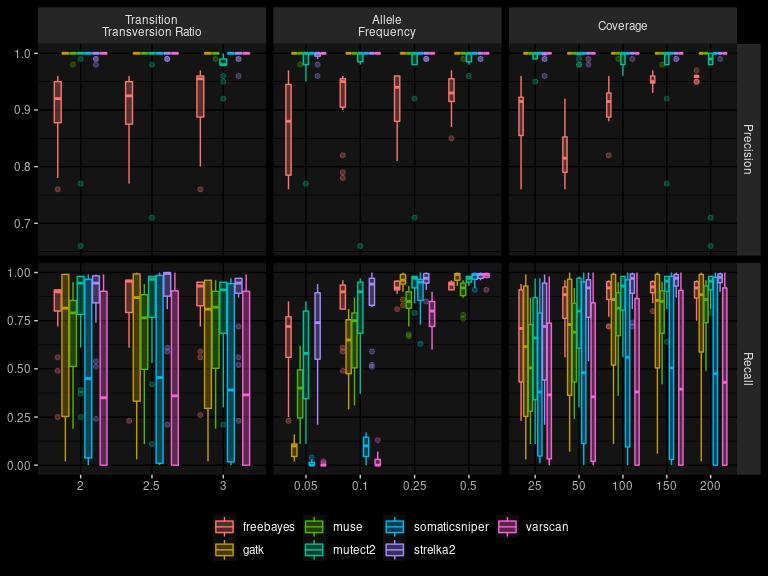 Transition
Transversion Ratio
Allele
Frequency
Coverage
1.0
0.9
0.8
0.7
Precision
1.00
0.75
0.50
0.25
0.00
Recall
2 2.5 3
0.05 0.1 0.25 0.5
25 50 100 150 200
freebayes muse somaticsniper varscan
gatk mutect2 strelka2